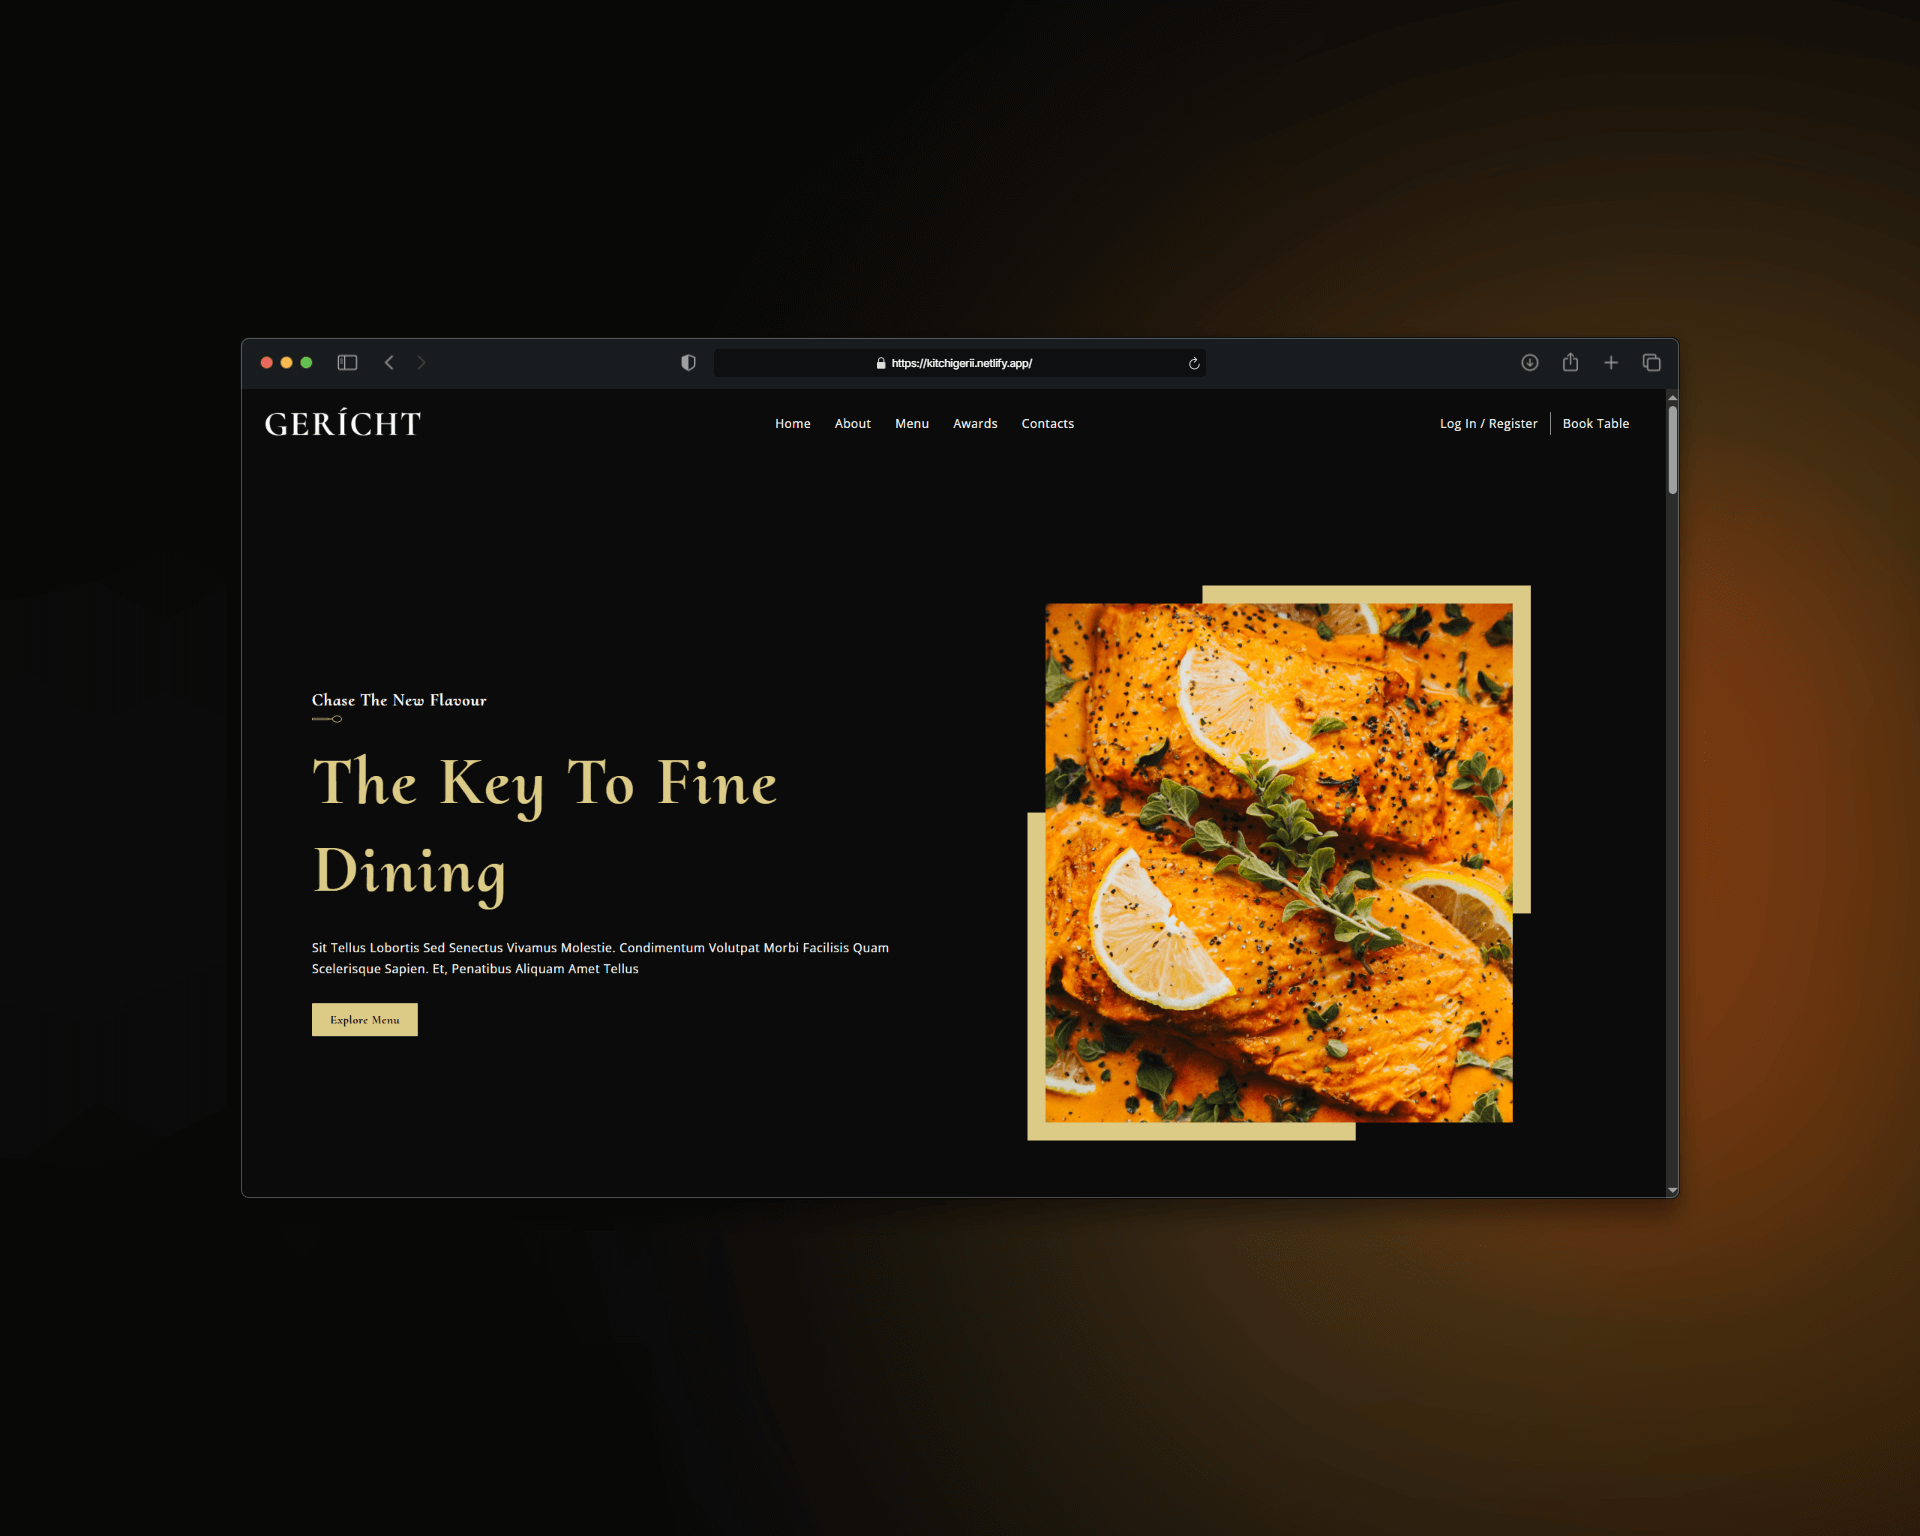 https://kitchigerii.netlify.app/
GERÍCHT
Home About Menu Awards Contacts
Log In / Register Book Table
Chase The New Flavour
The Key To Fine
Dining
Sit Tellus Lobortis Sed Senectus Vivamus Molestie. Condimentum Volutpat Morbi Facilisis Quam
Scelerisque Sapien. Et, Penatibus Aliquam Amet Tellus
Explore Menu